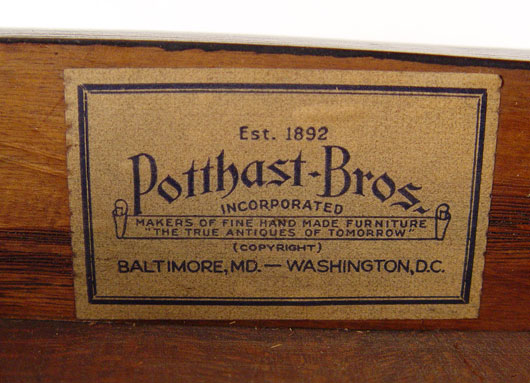 Est. 1892
Potthast-Bros.
INCORPORATED
MAKERS OF FINE HAND MADE FURNITURE
"THE TRUE ANTIQUES OF TOMORROW"
(COPYRIGHT)
BALTIMORE, MD. — WASHINGTON, D.C.